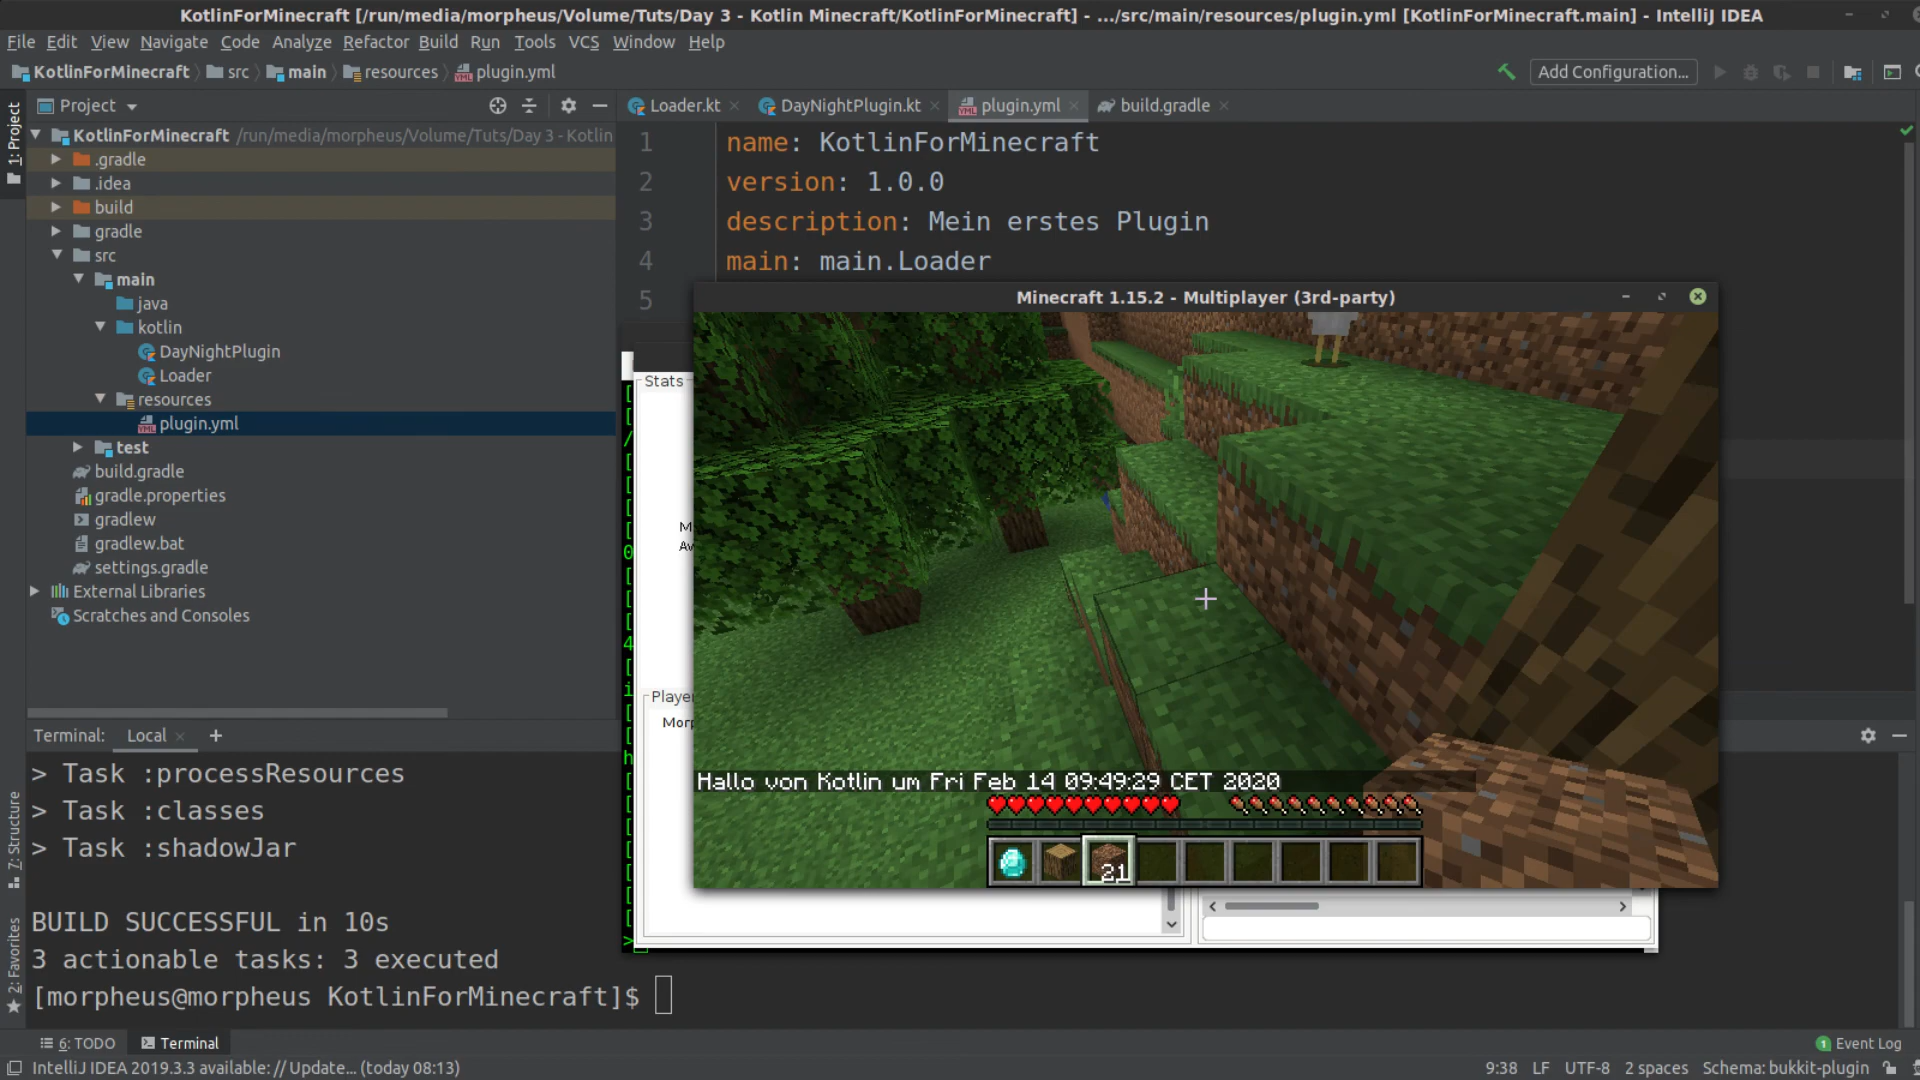 KotlinForMinecraft [/run/media/morpheus/Volume/Tuts/Day 3 - Kotlin Minecraft/KotlinForMinecraft] - .../src/main/resources/plugin.yml [KotlinForMinecraft.main] - IntelliJ IDEA
File Edit View Navigate Code Analyze Refactor Build Run Tools VCS Window Help
KotlinForMinecraft src main resources plugin.yml
Add Configuration...
1: Project
Project
Loader.kt DayNightPlugin.kt plugin.yml build.gradle
KotlinForMinecraft /run/media/morpheus/Volume/Tuts/Day 3 - Kotlin
.gradle
.idea
build
gradle
src
main
java
kotlin
DayNightPlugin
Loader
resources
plugin.yml
test
build.gradle
gradle.properties
gradlew
gradlew.bat
settings.gradle
External Libraries
Scratches and Consoles
1 name: KotlinForMinecraft
2 version: 1.0.0
3 description: Mein erstes Plugin
4 main: main.Loader
5
Minecraft 1.15.2 - Multiplayer (3rd-party)
Stats
Hallo von Kotlin um Fri Feb 14 09:49:29 CET 2020
21
Terminal: Local +
> Task :processResources
> Task :classes
> Task :shadowJar
BUILD SUCCESSFUL in 10s
3 actionable tasks: 3 executed
[morpheus@morpheus KotlinForMinecraft]$
7: Structure
2: Favorites
6: TODO Terminal
1 Event Log
IntelliJ IDEA 2019.3.3 available: // Update... (today 08:13)
9:38 LF UTF-8 2 spaces Schema: bukkit-plugin